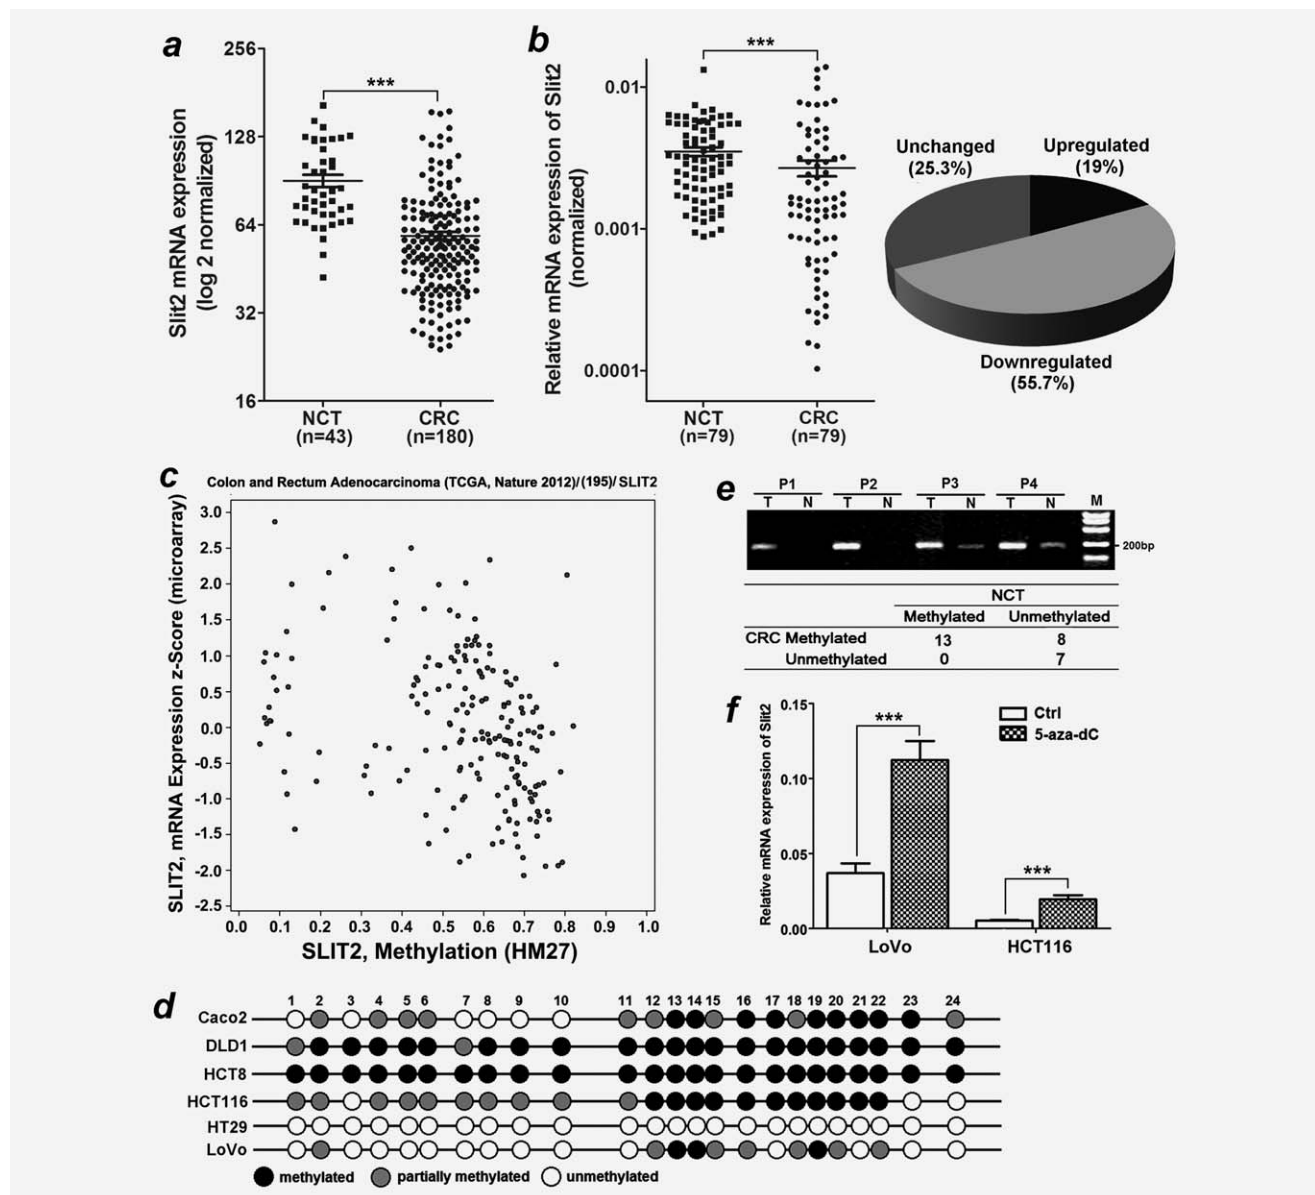 a
256
128
64
32
16
Slit2 mRNA expression
(log 2 normalized)
***
NCT
(n=43)
CRC
(n=180)
b
0.01
0.001
0.0001
Relative mRNA expression of Slit2
(normalized)
***
NCT
(n=79)
CRC
(n=79)
Unchanged
(25.3%)
Upregulated
(19%)
Downregulated
(55.7%)
c
Colon and Rectum Adenocarcinoma (TCGA, Nature 2012)/(195)/ SLIT2
SLIT2, mRNA Expression z-Score (microarray)
3.0
2.5
2.0
1.5
1.0
0.5
0.0
-0.5
-1.0
-1.5
-2.0
-2.5
0.0 0.1 0.2 0.3 0.4 0.5 0.6 0.7 0.8 0.9 1.0
SLIT2, Methylation (HM27)
e
P1 P2 P3 P4
T N T N T N T N M
200bp
NCT
Methylated Unmethylated
CRC Methylated 13 8
Unmethylated 0 7
f
Relative mRNA expression of Slit2
0.15
0.10
0.05
0.00
Ctrl
5-aza-dC
***
***
LoVo HCT116
d
1 2 3 4 5 6 7 8 9 10 11 12 13 14 15 16 17 18 19 20 21 22 23 24
Caco2
DLD1
HCT8
HCT116
HT29
LoVo
methylated partially methylated unmethylated